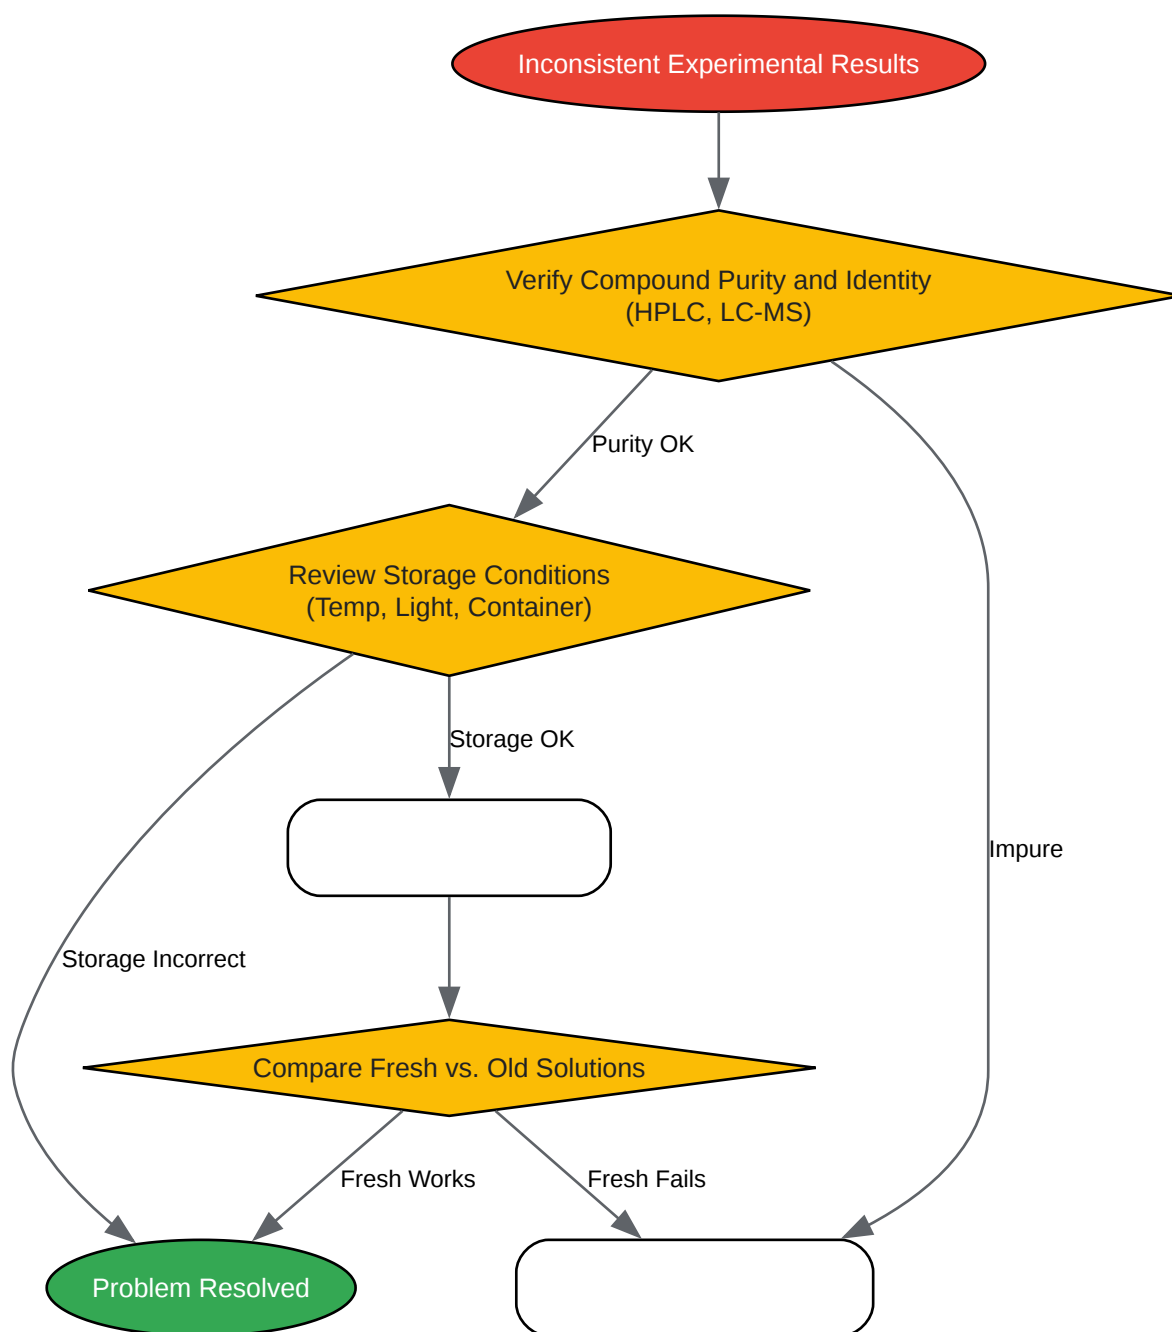 Inconsistent Experimental Results
Verify Compound Purity and Identity
(HPLC, LC-MS)
Purity OK
Review Storage Conditions
(Temp, Light, Container)
Storage OK
Impure
Storage Incorrect
Compare Fresh vs. Old Solutions
Fresh Works
Fresh Fails
Problem Resolved